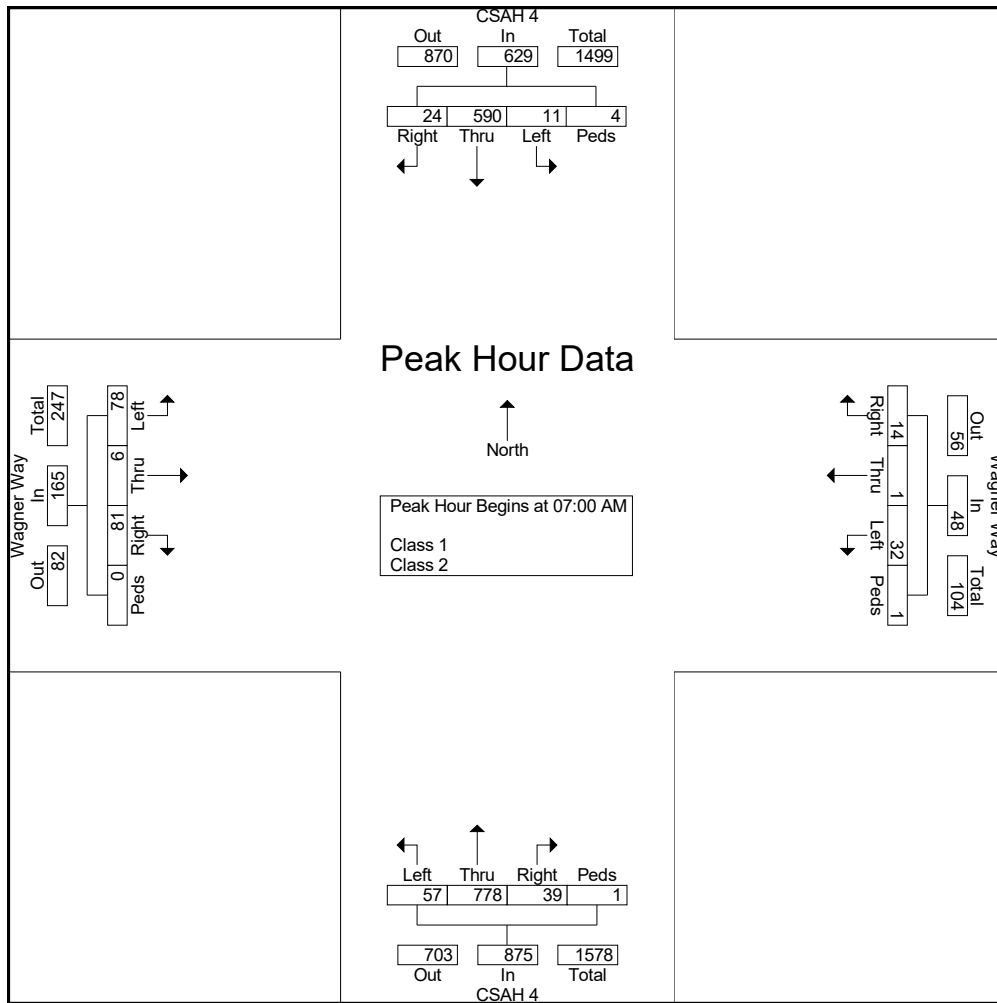 CSAH 4
Out In Total
870 629 1499
24 590 11 4
Right Thru Left Peds
Peak Hour Data
North
Peak Hour Begins at 07:00 AM
Class 1
Class 2
Wagner Way
Total In Out
247 165 82
78 6 81 0
Left Thru Right Peds
Wagner Way
Out In Total
56 48 104
14 1 32 1
Right Thru Left Peds
Left Thru Right Peds
57 778 39 1
703 875 1578
Out In Total
CSAH 4